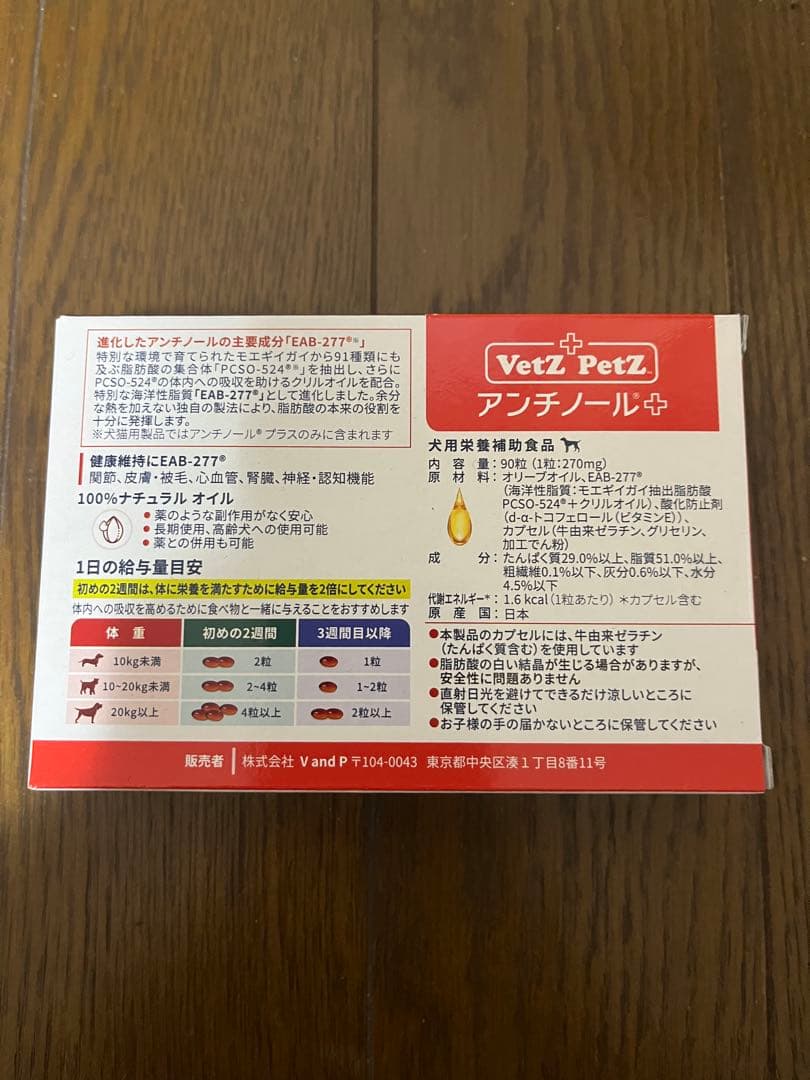 進化したアンチノールの主要成分「EAB-277®※」
特別な環境で育てられたモエギイガイから91種類にも
及ぶ脂肪酸の集合体「PCSO-524®※」を抽出し、さらに
PCSO-524®の体内への吸収を助けるクリルオイルを配合。
特別な海洋性脂質「EAB-277®」として進化しました。余分
な熱を加えない独自の製法により、脂肪酸の本来の役割を
十分に発揮します。
※犬猫用製品ではアンチノール® プラスのみに含まれます
健康維持にEAB-277®
関節、皮膚・被毛、心血管、腎臓、神経・認知機能
100%ナチュラル オイル
●薬のような副作用がなく安心
●長期使用、高齢犬への使用可能
●薬との併用も可能
1日の給与量目安
初めの2週間は、体に栄養を満たすために給与量を2倍にしてください
体内への吸収を高めるために食べ物と一緒に与えることをおすすめします
体 重 初めの2週間 3週間目以降
10kg未満 2粒 1粒
10~20kg未満 2~4粒 1~2粒
20kg以上 4粒以上 2粒以上
VetZ PetZ™
アンチノール®+
犬用栄養補助食品
内 容 量:90粒(1粒:270mg)
原 材 料:オリーブオイル、EAB-277®
(海洋性脂質:モエギイガイ抽出脂肪酸
PCSO-524®+クリルオイル)、酸化防止剤
(d-α-トコフェロール(ビタミンE))、
カプセル(牛由来ゼラチン、グリセリン、
加工でん粉)
成 分:たんぱく質29.0%以上、脂質51.0%以上、
粗繊維0.1%以下、灰分0.6%以下、水分
4.5%以下
代謝エネルギー*:1.6 kcal(1粒あたり) *カプセル含む
原 産 国:日本
●本製品のカプセルには、牛由来ゼラチン
(たんぱく質含む)を使用しています
●脂肪酸の白い結晶が生じる場合がありますが、
安全性に問題ありません
●直射日光を避けてできるだけ涼しいところに
保管してください
●お子様の手の届かないところに保管してください
販売者 株式会社 V and P 〒104-0043 東京都中央区湊1丁目8番11号